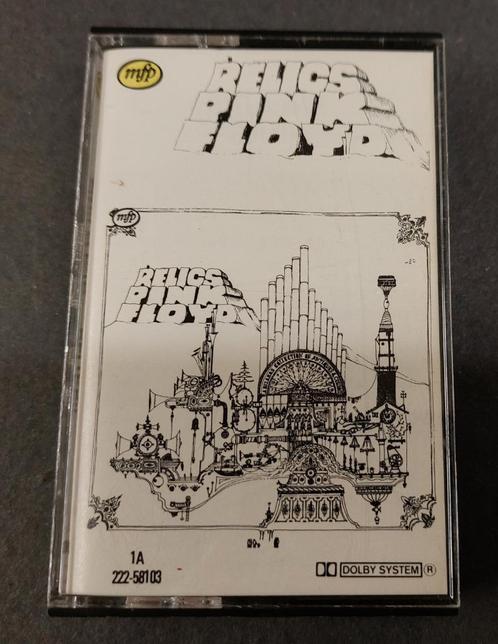 mfp
RELICS
PINK
FLOYD
mfp
RELICS
PINK
FLOYD
1A
222-58103
DOLBY SYSTEM ®